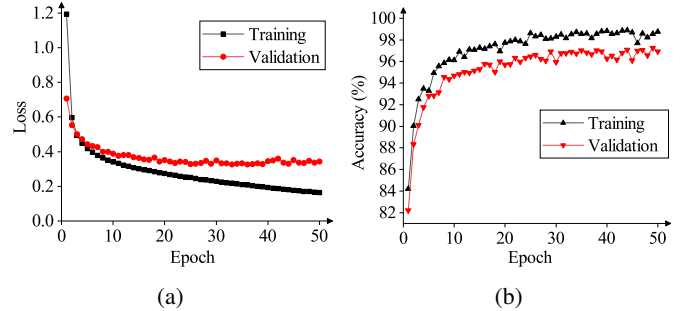 1.2
1.0
0.8
0.6
0.4
0.2
0.0
Loss
Training
Validation
0 10 20 30 40 50
Epoch
(a)
100
98
96
94
92
90
88
86
84
82
Accuracy (%)
Training
Validation
0 10 20 30 40 50
Epoch
(b)